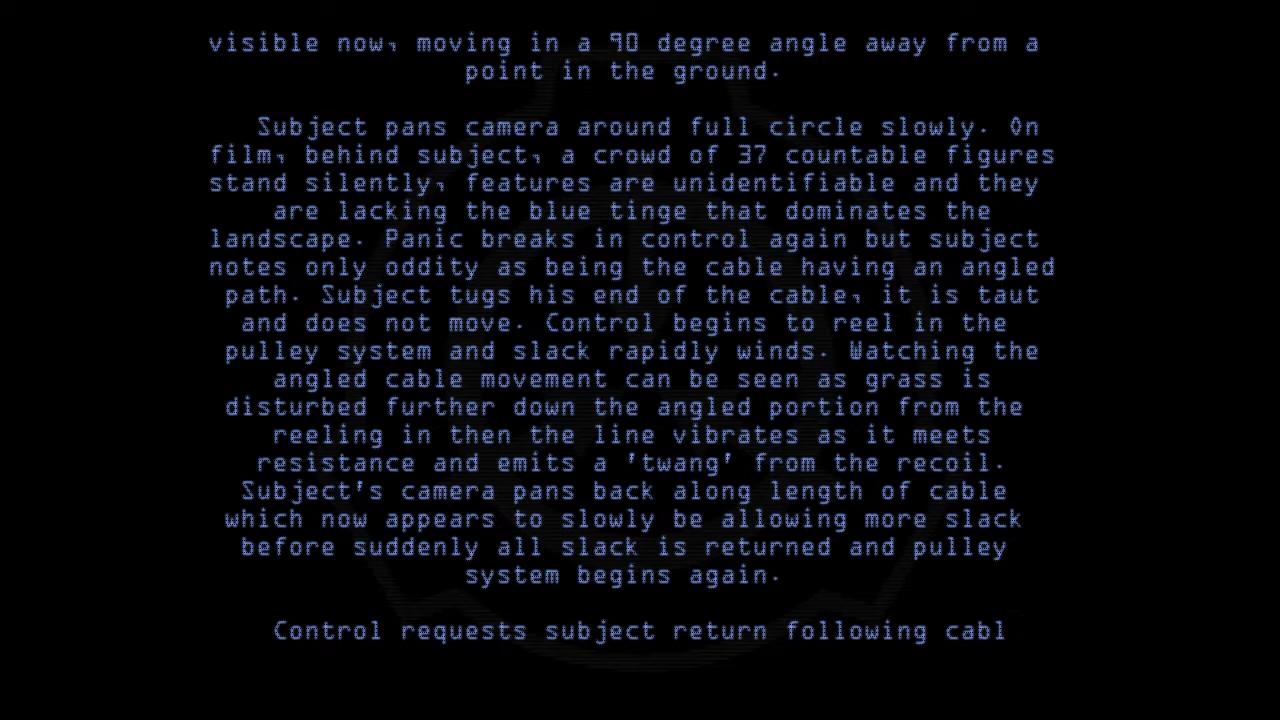 visible now, moving in a 90 degree angle away from a
point in the ground.
Subject pans camera around full circle slowly. On
film, behind subject, a crowd of 37 countable figures
stand silently, features are unidentifiable and they
are lacking the blue tinge that dominates the
landscape. Panic breaks in control again but subject
notes only oddity as being the cable having an angled
path. Subject tugs his end of the cable, it is taut
and does not move. Control begins to reel in the
pulley system and slack rapidly winds. Watching the
angled cable movement can be seen as grass is
disturbed further down the angled portion from the
reeling in then the line vibrates as it meets
resistance and emits a 'twang' from the recoil.
Subject's camera pans back along length of cable
which now appears to slowly be allowing more slack
before suddenly all slack is returned and pulley
system begins again.
Control requests subject return following cabl